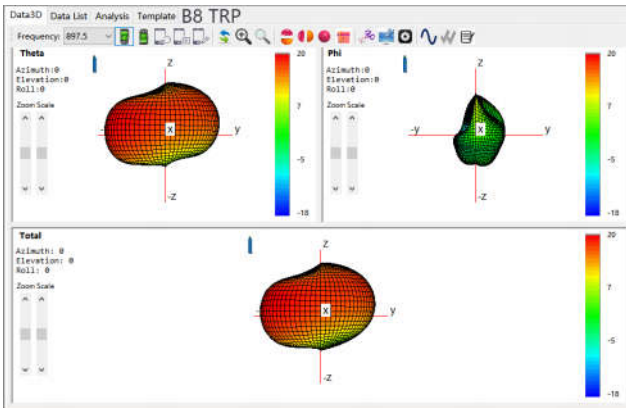 Data3D Data List Analysis Template B8 TRP
Frequency: 897.5
Theta
Azimuth:0
Elevation:0
Roll:0
Zoom Scale
Z
y
X
-Z
20
7
-5
-18
Phi
Azimuth:0
Elevation:0
Roll:0
Zoom Scale
Z
-y
y
X
-Z
20
7
-5
-18
Total
Azimuth: 0
Elevation: 0
Roll: 0
Zoom Scale
Z
y
X
-Z
20
7
-5
-18